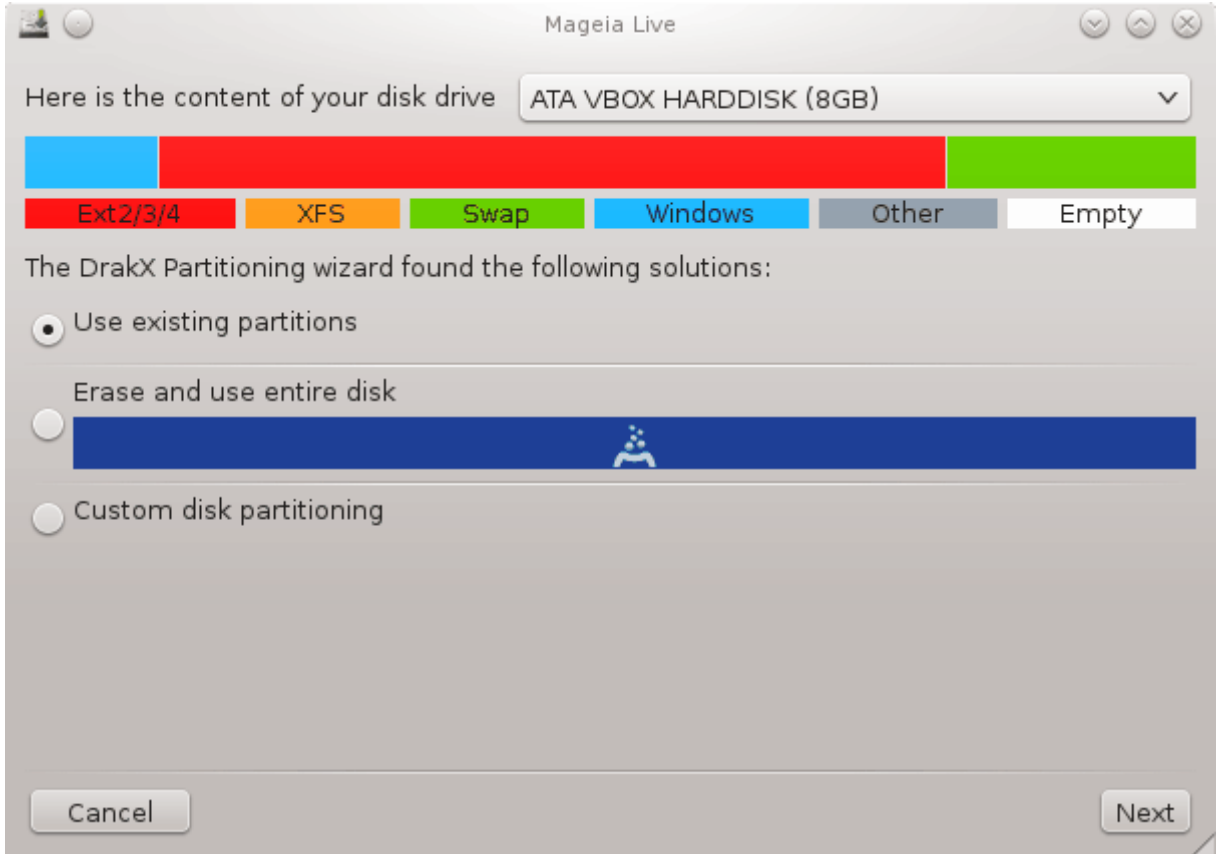 Mageia Live
Here is the content of your disk drive ATA VBOX HARDDISK (8GB)
Ext2/3/4 XFS Swap Windows Other Empty
The DrakX Partitioning wizard found the following solutions:
Use existing partitions
Erase and use entire disk
Custom disk partitioning
Cancel Next